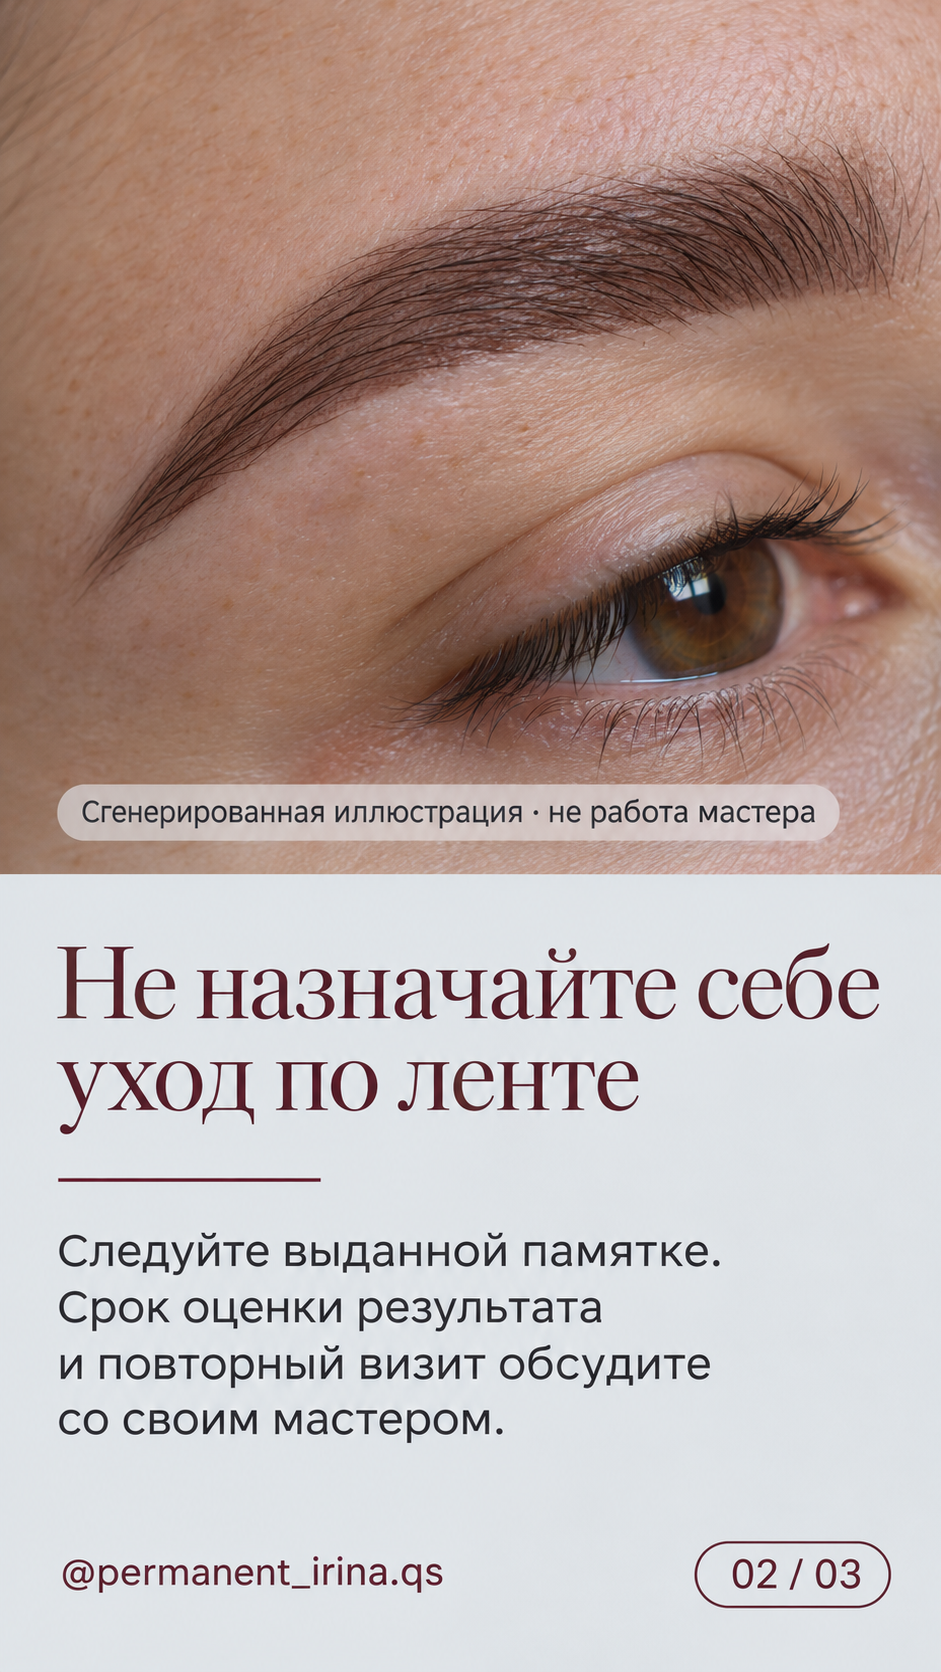 Сгенерированная иллюстрация · не работа мастера
Не назначайте себе
уход по ленте
Следуйте выданной памятке.
Срок оценки результата
и повторный визит обсудите
со своим мастером.
@permanent_irina.qs
02 / 03